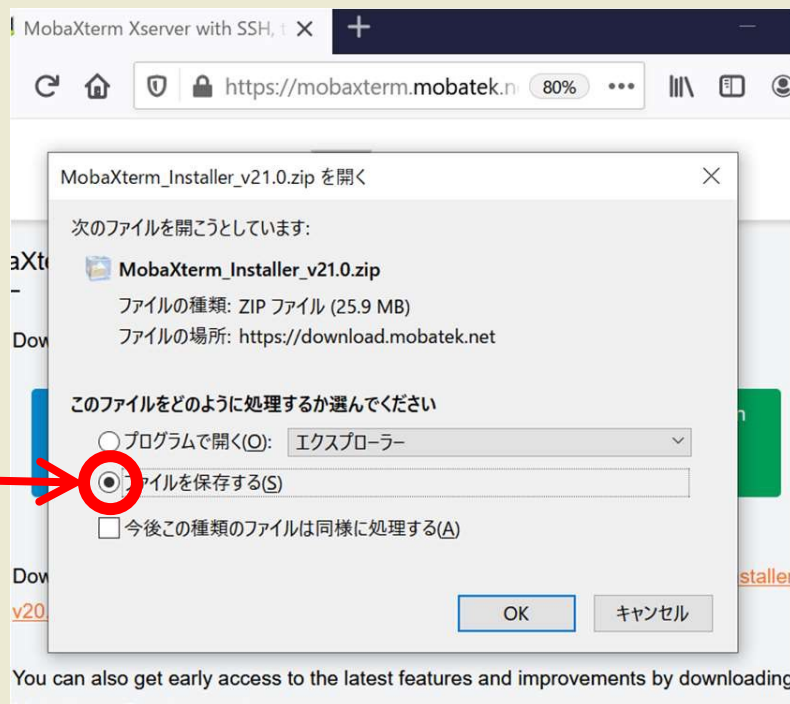 MobaXterm Xserver with SSH, t
https://mobaxterm.mobatek.n 80%
MobaXterm_Installer_v21.0.zip を開く
次のファイルを開こうとしています:
aXte
MobaXterm_Installer_v21.0.zip
ファイルの種類: ZIP ファイル (25.9 MB)
ファイルの場所: https://download.mobatek.net
Dow
このファイルをどのように処理するか選んでください
n
プログラムで開く(O): エクスプローラー
ファイルを保存する(S)
今後この種類のファイルは同様に処理する(A)
Dow
staller
v20.
OK キャンセル
You can also get early access to the latest features and improvements by downloading